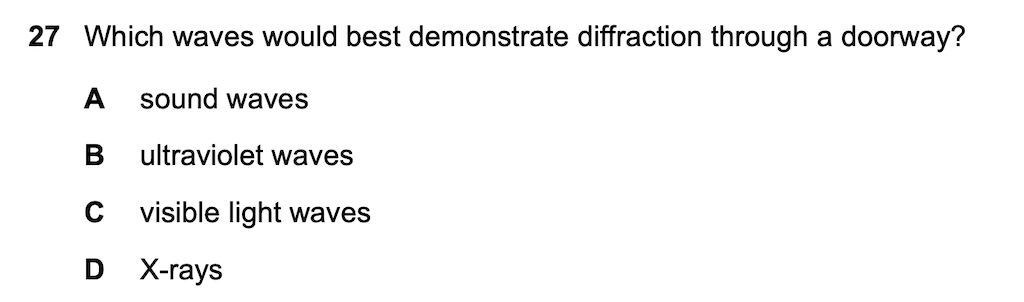 27 Which waves would best demonstrate diffraction through a doorway?
A sound waves
B ultraviolet waves
C visible light waves
D X-rays